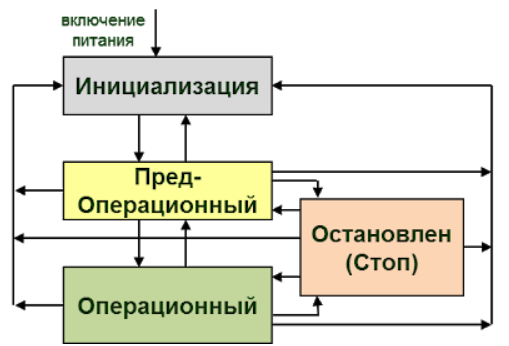 включение
питания
Инициализация
Пред-
Операционный
Остановлен
(Стоп)
Операционный